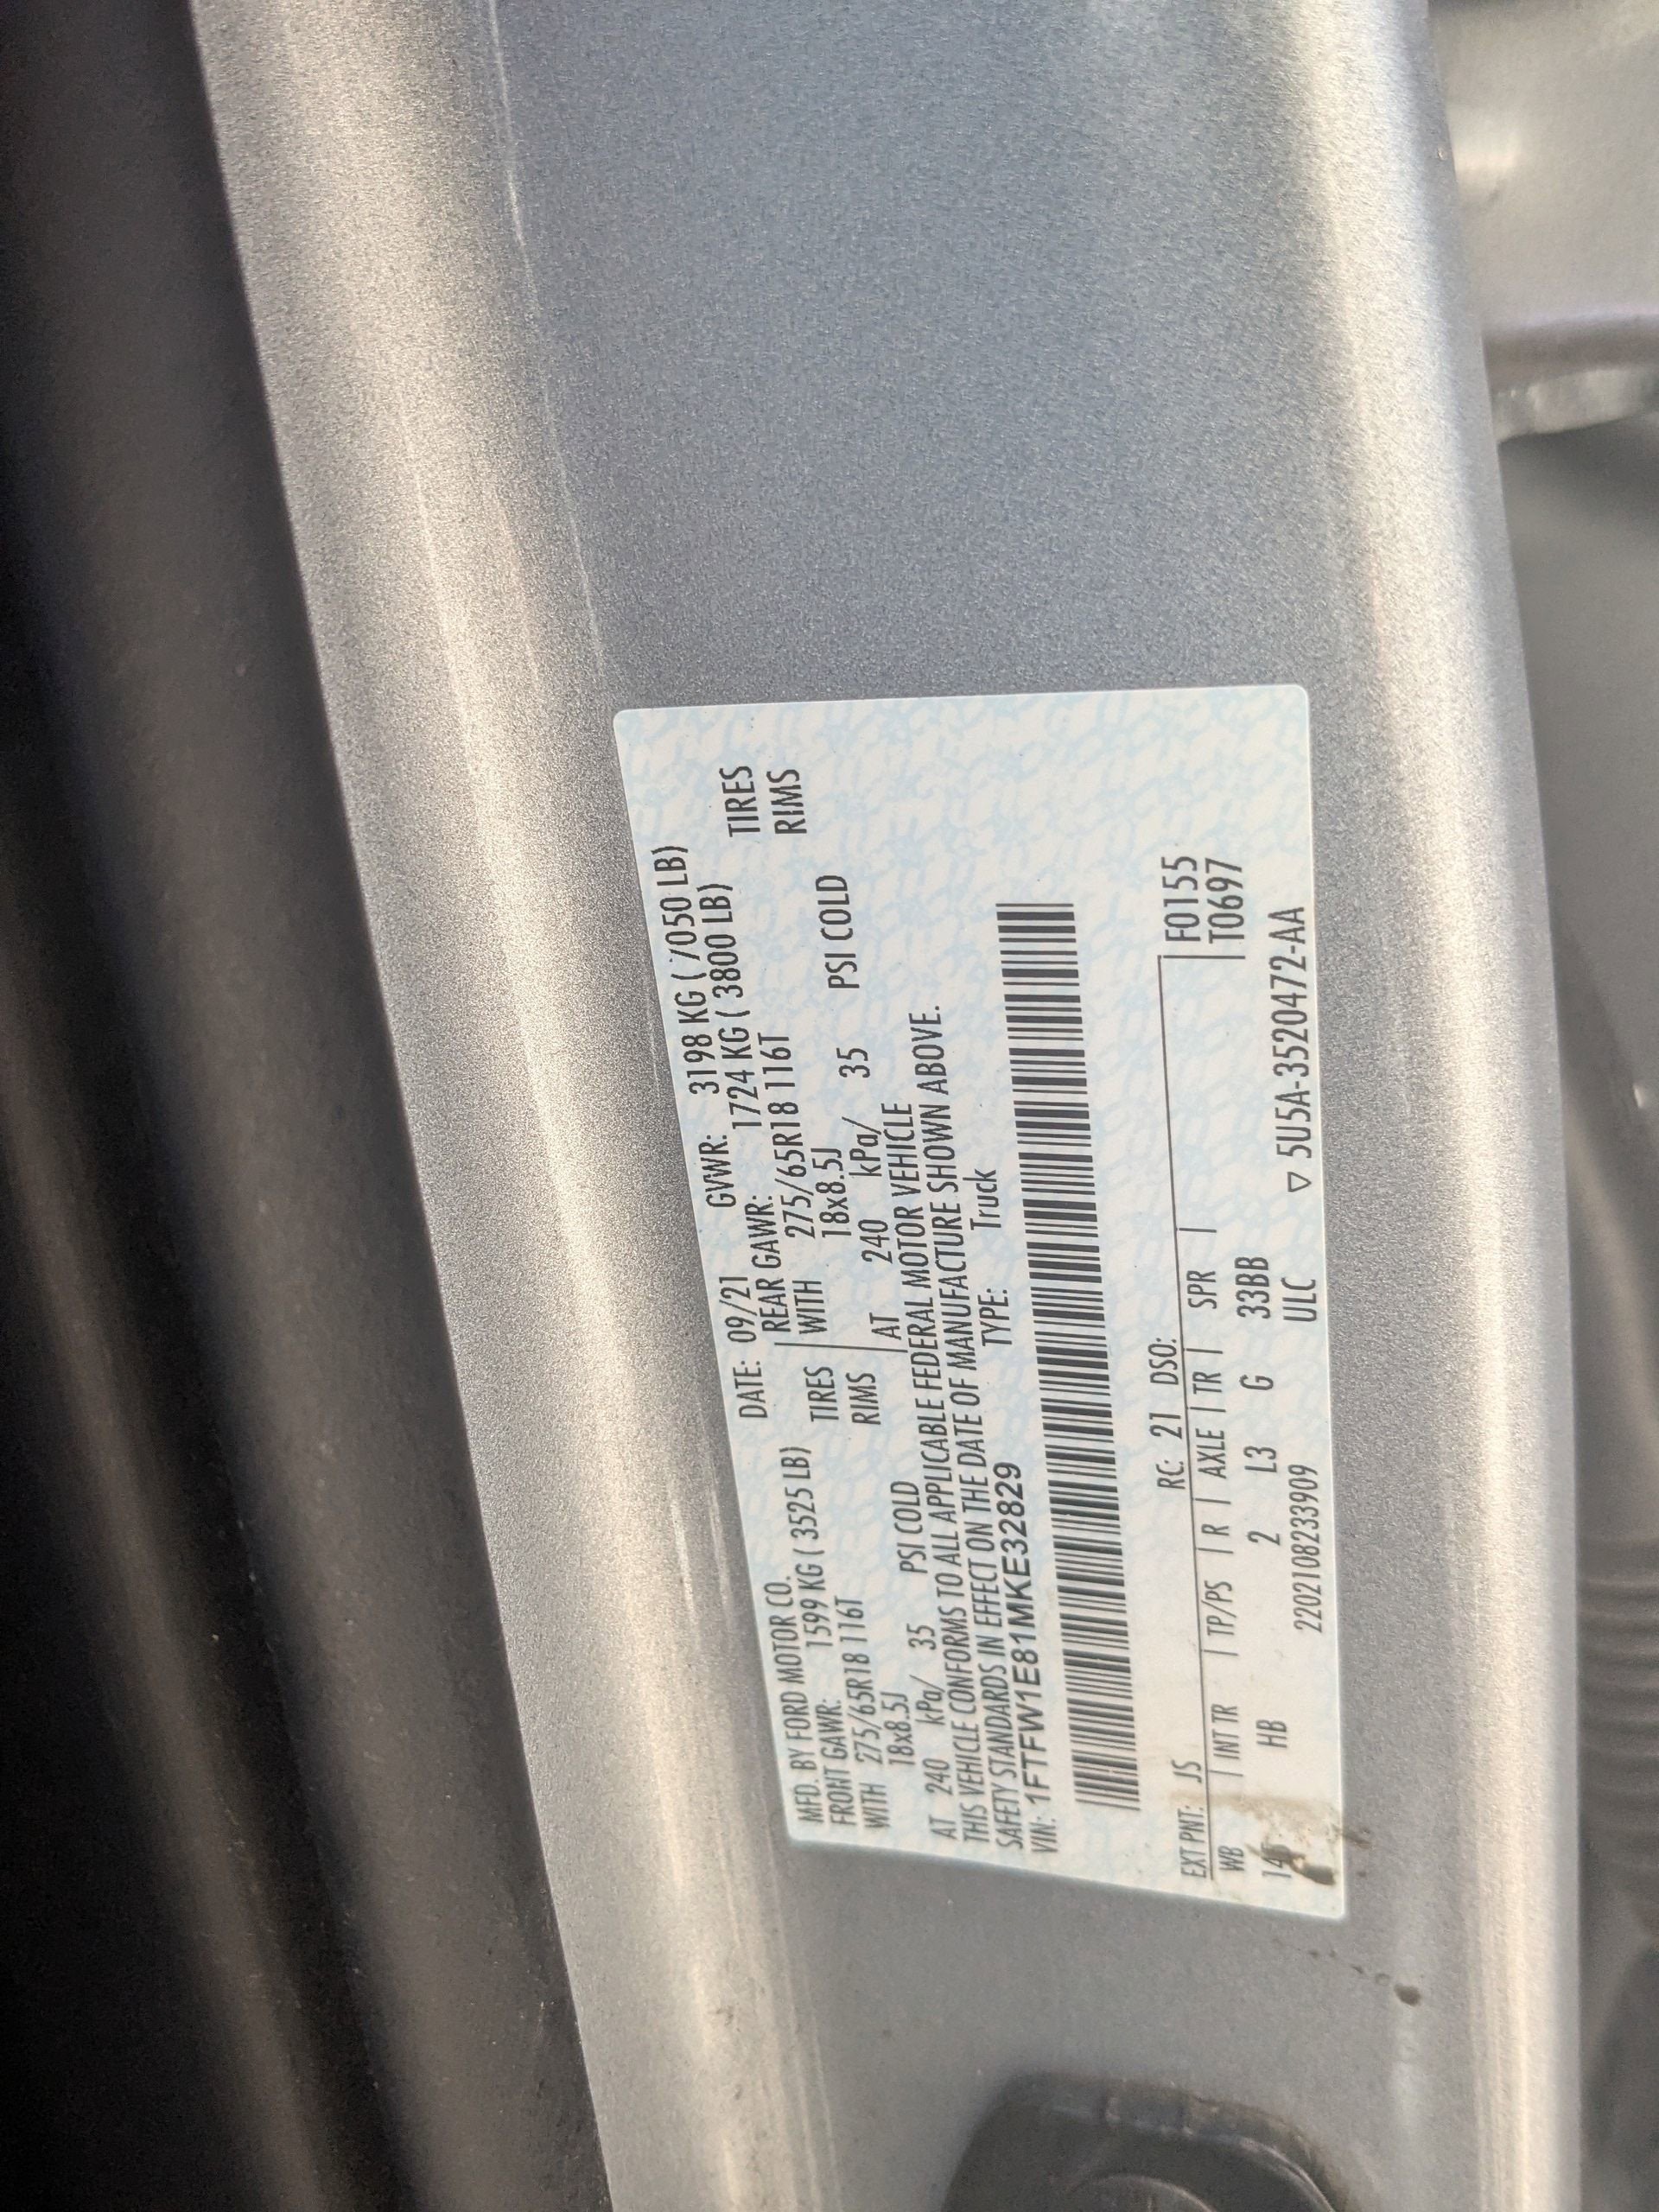 MFD. BY FORD MOTOR CO.
DATE: 09/21 GVWR: 3198 KG ( 7050 LB)
FRONT GAWR: 1599 KG ( 3525 LB) REAR GAWR: 1724 KG ( 3800 LB)
WITH 275/65R18 116T TIRES WITH 275/65R18 116T TIRES
18x8.5J RIMS 18x8.5J RIMS
AT 240 kPa/ 35 PSI COLD AT 240 kPa/ 35 PSI COLD
THIS VEHICLE CONFORMS TO ALL APPLICABLE FEDERAL MOTOR VEHICLE
SAFETY STANDARDS IN EFFECT ON THE DATE OF MANUFACTURE SHOWN ABOVE.
VIN: 1FTFW1E81MKE32829 TYPE: Truck
EXT PNT: JS RC: 21 DSO: F0155
WB | INT TR | TP/PS | R | AXLE | TR | SPR | T0697
HB 2 L3 G 33BB
2202108233909 ULC ▽ 5U5A-3520472-AA